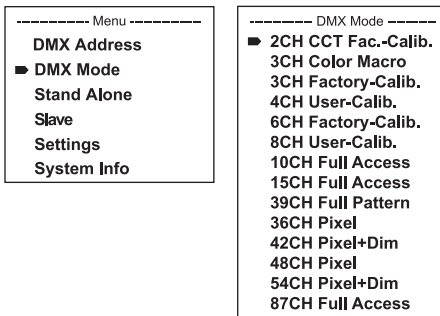 ---------- Menu ----------
DMX Address
DMX Mode
Stand Alone
Slave
Settings
System Info
---------- DMX Mode ----------
2CH CCT Fac.-Calib.
3CH Color Macro
3CH Factory-Calib.
4CH User-Calib.
6CH Factory-Calib.
8CH User-Calib.
10CH Full Access
15CH Full Access
39CH Full Pattern
36CH Pixel
42CH Pixel+Dim
48CH Pixel
54CH Pixel+Dim
87CH Full Access